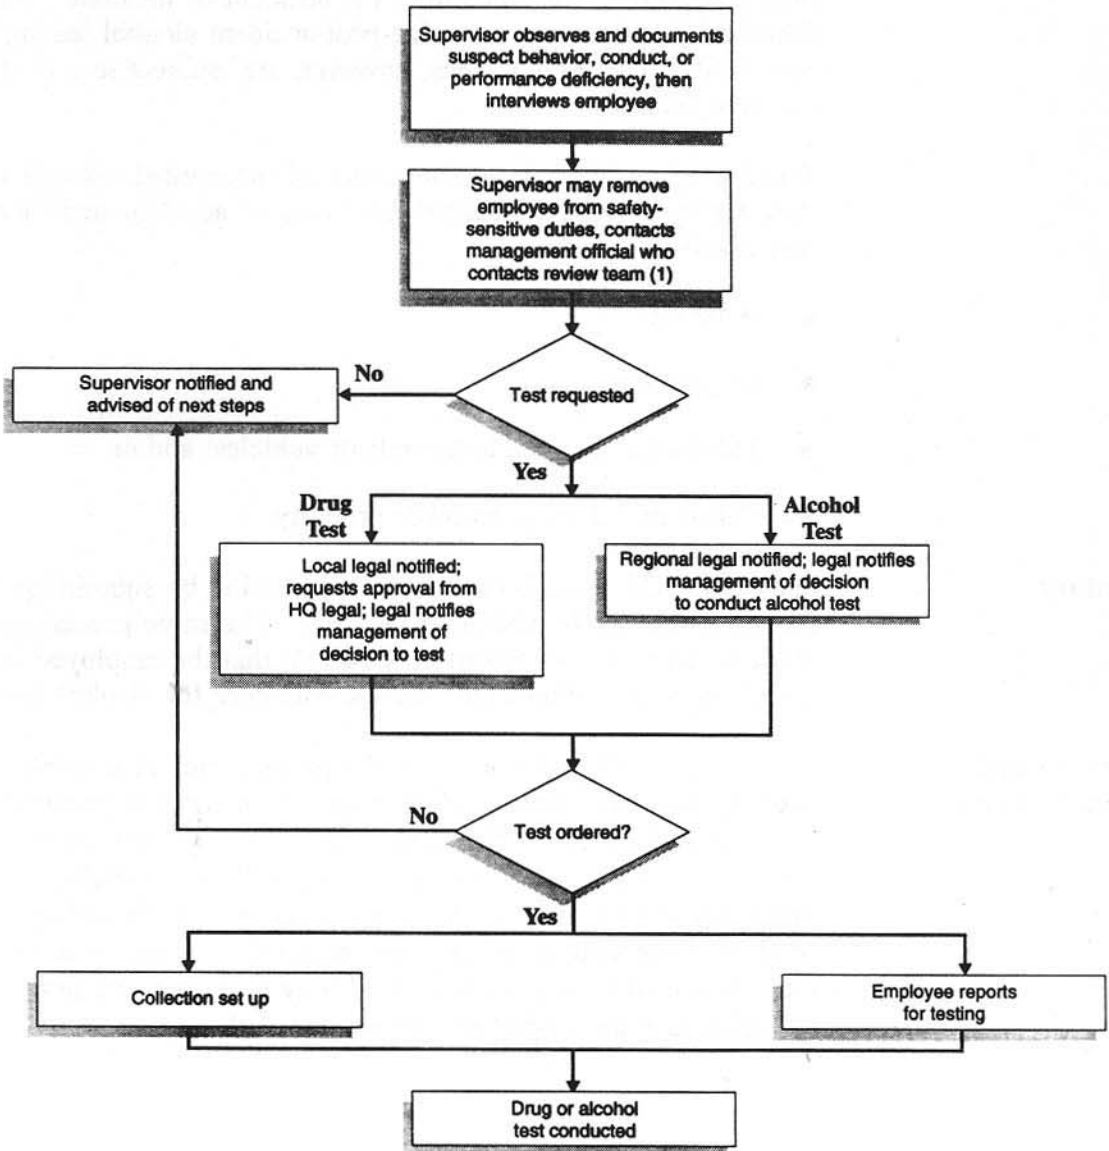 Supervisor observes and documents
suspect behavior, conduct, or
performance deficiency, then
interviews employee
Supervisor may remove
employee from safety-
sensitive duties, contacts
management official who
contacts review team (1)
Test requested
No
Supervisor notified and
advised of next steps
Yes
Drug
Test
Alcohol
Test
Local legal notified;
requests approval from
HQ legal; legal notifies
management of
decision to test
Regional legal notified; legal notifies
management of decision
to conduct alcohol test
Test ordered?
No
Yes
Collection set up
Employee reports
for testing
Drug or alcohol
test conducted